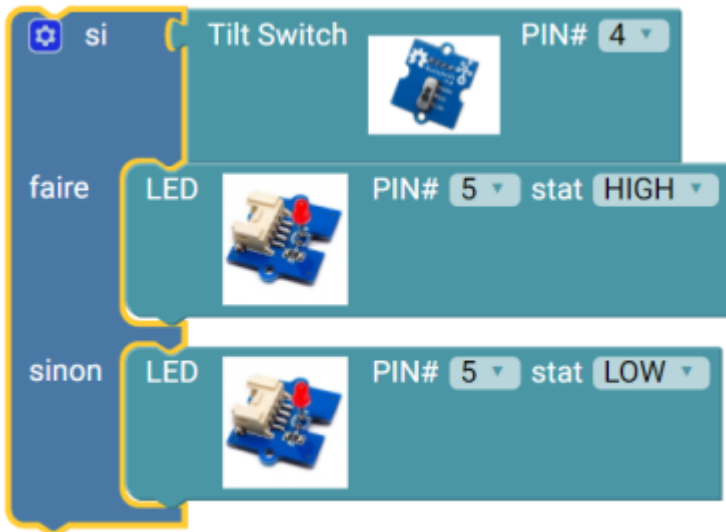 si Tilt Switch PIN# 4
faire LED PIN# 5 stat HIGH
sinon LED PIN# 5 stat LOW